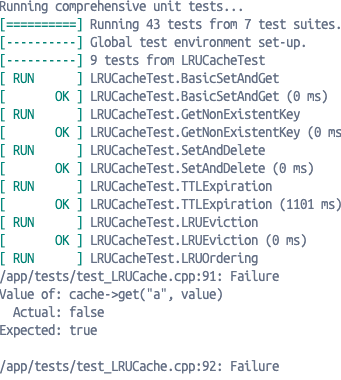 Running comprehensive unit tests...
[==========] Running 43 tests from 7 test suites.
[----------] Global test environment set-up.
[----------] 9 tests from LRUCacheTest
[ RUN      ] LRUCacheTest.BasicSetAndGet
[       OK ] LRUCacheTest.BasicSetAndGet (0 ms)
[ RUN      ] LRUCacheTest.GetNonExistentKey
[       OK ] LRUCacheTest.GetNonExistentKey (0 ms
[ RUN      ] LRUCacheTest.SetAndDelete
[       OK ] LRUCacheTest.SetAndDelete (0 ms)
[ RUN      ] LRUCacheTest.TTLExpiration
[       OK ] LRUCacheTest.TTLExpiration (1101 ms)
[ RUN      ] LRUCacheTest.LRUEviction
[       OK ] LRUCacheTest.LRUEviction (0 ms)
[ RUN      ] LRUCacheTest.LRUOrdering
/app/tests/test_LRUCache.cpp:91: Failure
Value of: cache->get("a", value)
  Actual: false
Expected: true

/app/tests/test_LRUCache.cpp:92: Failure